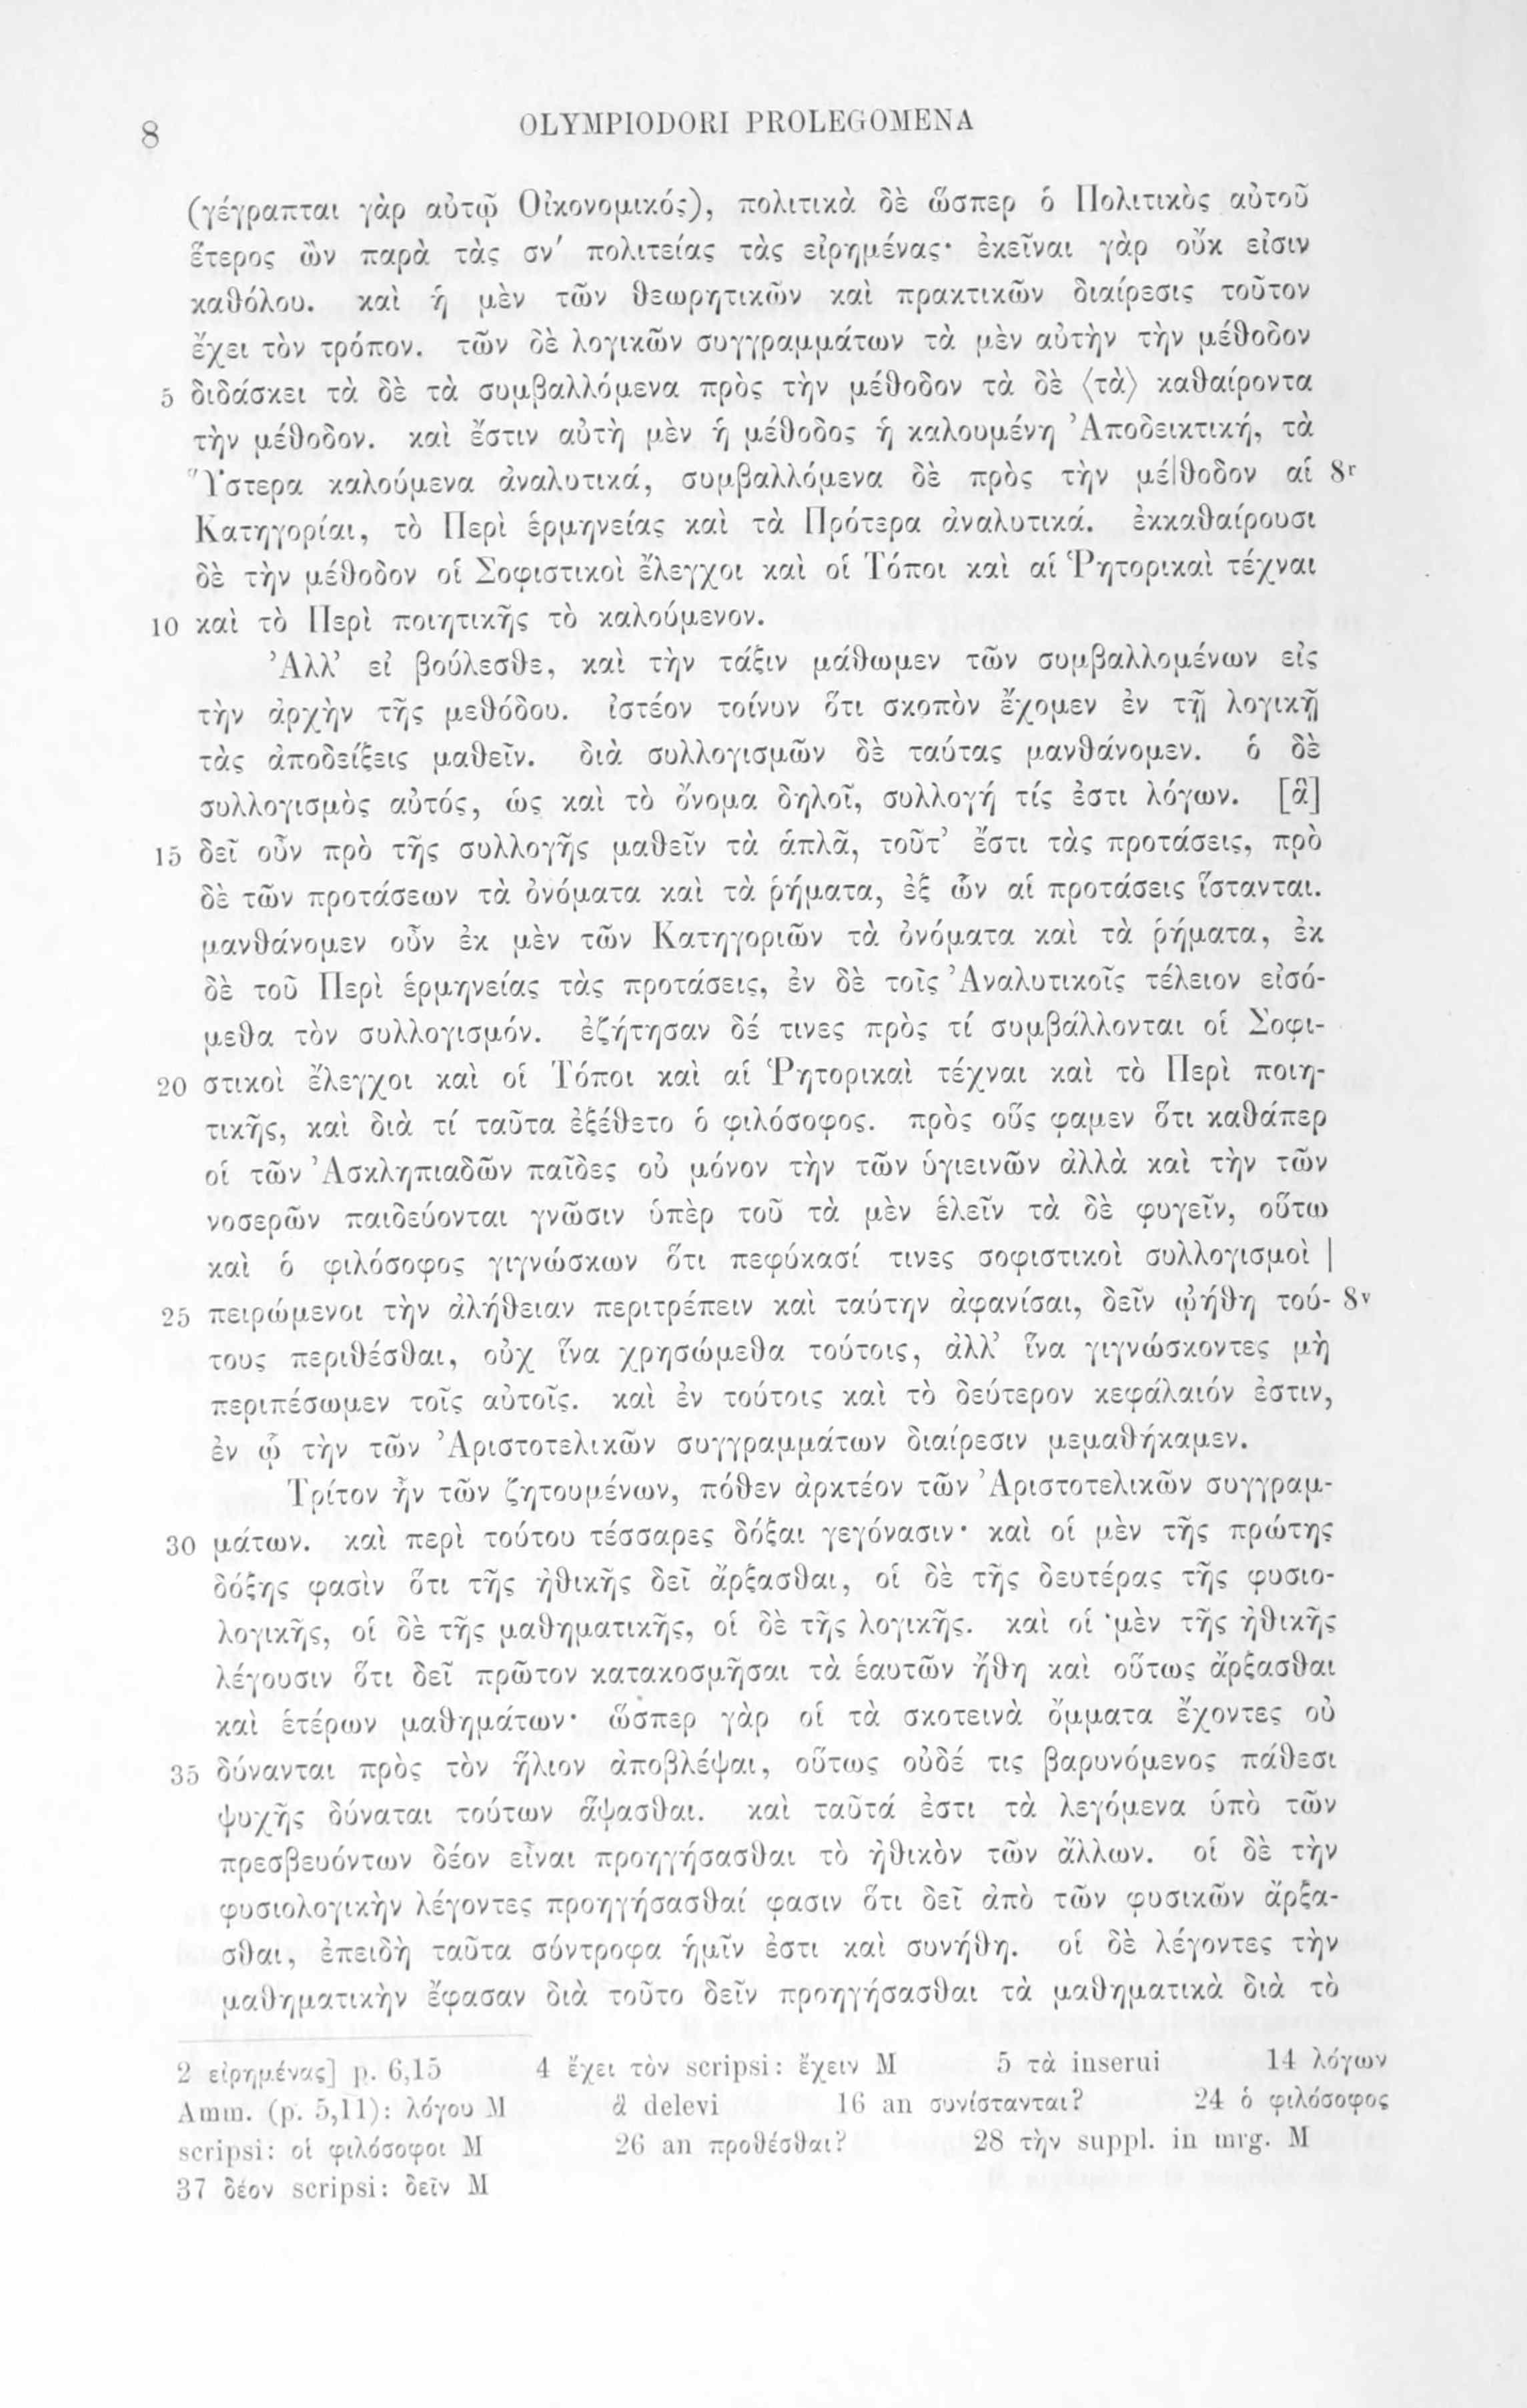 8
OLYMPIODORI PROLEGOMENA
(γέγραπται γὰρ αὐτῷ Οἰκονομικός), πολιτικὰ δὲ ὥσπερ ὁ Πολιτικὸς αὐτοῦ
ἕτερος ὢν παρὰ τὰς σν′ πολιτείας τὰς εἰρημένας· ἐκεῖναι γὰρ οὔκ εἰσιν
καθόλου. καὶ ἡ μὲν τῶν θεωρητικῶν καὶ πρακτικῶν διαίρεσις τοῦτον
ἔχει τὸν τρόπον. τῶν δὲ λογικῶν συγγραμμάτων τὰ μὲν αὐτὴν τὴν μέθοδον
5 διδάσκει τὰ δὲ τὰ συμβαλλόμενα πρὸς τὴν μέθοδον τὰ δὲ ⟨τὰ⟩ καθαίροντα
τὴν μέθοδον. καὶ ἔστιν αὐτὴ μὲν ἡ μέθοδος ἡ καλουμένη Ἀποδεικτική, τὰ
Ὕστερα καλούμενα ἀναλυτικά, συμβαλλόμενα δὲ πρὸς τὴν μέ|θοδον αἱ 8r
Κατηγορίαι, τὸ Περὶ ἑρμηνείας καὶ τὰ Πρότερα ἀναλυτικά. ἐκκαθαίρουσι
δὲ τὴν μέθοδον οἱ Σοφιστικοὶ ἔλεγχοι καὶ οἱ Τόποι καὶ αἱ Ῥητορικαὶ τέχναι
10 καὶ τὸ Περὶ ποιητικῆς τὸ καλούμενον.
Ἀλλ’ εἰ βούλεσθε, καὶ τὴν τάξιν μάθωμεν τῶν συμβαλλομένων εἰς
τὴν ἀρχὴν τῆς μεθόδου. ἰστέον τοίνυν ὅτι σκοπὸν ἔχομεν ἐν τῇ λογικῇ
τὰς ἀποδείξεις μαθεῖν. διὰ συλλογισμῶν δὲ ταύτας μανθάνομεν. ὁ δὲ
συλλογισμὸς αὐτός, ὡς καὶ τὸ ὄνομα δηλοῖ, συλλογή τίς ἐστι λόγων. [ἃ]
15 δεῖ οὖν πρὸ τῆς συλλογῆς μαθεῖν τὰ ἁπλᾶ, τοῦτ’ ἔστι τὰς προτάσεις, πρὸ
δὲ τῶν προτάσεων τὰ ὀνόματα καὶ τὰ ῥήματα, ἐξ ὧν αἱ προτάσεις ἵστανται.
μανθάνομεν οὖν ἐκ μὲν τῶν Κατηγοριῶν τὰ ὀνόματα καὶ τὰ ῥήματα, ἐκ
δὲ τοῦ Περὶ ἑρμηνείας τὰς προτάσεις, ἐν δὲ τοῖς Ἀναλυτικοῖς τέλειον εἰσό-
μεθα τὸν συλλογισμόν. ἐζήτησαν δέ τινες πρὸς τί συμβάλλονται οἱ Σοφι-
20 στικοὶ ἔλεγχοι καὶ οἱ Τόποι καὶ αἱ Ῥητορικαὶ τέχναι καὶ τὸ Περὶ ποιη-
τικῆς, καὶ διὰ τί ταῦτα ἐξέθετο ὁ φιλόσοφος. πρὸς οὕς φαμεν ὅτι καθάπερ
οἱ τῶν Ἀσκληπιαδῶν παῖδες οὐ μόνον τὴν τῶν ὑγιεινῶν ἀλλὰ καὶ τὴν τῶν
νοσερῶν παιδεύονται γνῶσιν ὑπὲρ τοῦ τὰ μὲν ἑλεῖν τὰ δὲ φυγεῖν, οὕτω
καὶ ὁ φιλόσοφος γιγνώσκων ὅτι πεφύκασί τινες σοφιστικοὶ συλλογισμοὶ |
25 πειρώμενοι τὴν ἀλήθειαν περιτρέπειν καὶ ταύτην ἀφανίσαι, δεῖν ᾠήθη τού- 8v
τους περιθέσθαι, οὐχ ἵνα χρησώμεθα τούτοις, ἀλλ’ ἵνα γιγνώσκοντες μὴ
περιπέσωμεν τοῖς αὐτοῖς. καὶ ἐν τούτοις καὶ τὸ δεύτερον κεφάλαιόν ἐστιν,
ἐν ᾧ τὴν τῶν Ἀριστοτελικῶν συγγραμμάτων διαίρεσιν μεμαθήκαμεν.
Τρίτον ἦν τῶν ζητουμένων, πόθεν ἀρκτέον τῶν Ἀριστοτελικῶν συγγραμ-
30 μάτων. καὶ περὶ τούτου τέσσαρες δόξαι γεγόνασιν· καὶ οἱ μὲν τῆς πρώτης
δόξης φασὶν ὅτι τῆς ἠθικῆς δεῖ ἄρξασθαι, οἱ δὲ τῆς δευτέρας τῆς φυσιο-
λογικῆς, οἱ δὲ τῆς μαθηματικῆς, οἱ δὲ τῆς λογικῆς. καὶ οἱ μὲν τῆς ἠθικῆς
λέγουσιν ὅτι δεῖ πρῶτον κατακοσμῆσαι τὰ ἑαυτῶν ἤθη καὶ οὕτως ἄρξασθαι
καὶ ἑτέρων μαθημάτων· ὥσπερ γὰρ οἱ τὰ σκοτεινὰ ὄμματα ἔχοντες οὐ
35 δύνανται πρὸς τὸν ἥλιον ἀποβλέψαι, οὕτως οὐδέ τις βαρυνόμενος πάθεσι
ψυχῆς δύναται τούτων ἅψασθαι. καὶ ταῦτά ἐστι τὰ λεγόμενα ὑπὸ τῶν
πρεσβευόντων δέον εἶναι προηγήσασθαι τὸ ἠθικὸν τῶν ἄλλων. οἱ δὲ τὴν
φυσιολογικὴν λέγοντες προηγήσασθαί φασιν ὅτι δεῖ ἀπὸ τῶν φυσικῶν ἄρξα-
σθαι, ἐπειδὴ ταῦτα σύντροφα ἡμῖν ἐστι καὶ συνήθη. οἱ δὲ λέγοντες τὴν
μαθηματικὴν ἔφασαν διὰ τοῦτο δεῖν προηγήσασθαι τὰ μαθηματικὰ διὰ τὸ
2 εἰρημένας] p. 6,15 4 ἔχει τὸν scripsi: ἔχειν M 5 τὰ inserui 14 λόγων
Amm. (p. 5,11): λόγου M ἃ delevi 16 an συνίστανται? 24 ὁ φιλόσοφος
scripsi: οἱ φιλόσοφοι M 26 an προθέσθαι? 28 τὴν suppl. in mrg. M
37 δέον scripsi: δεῖν M